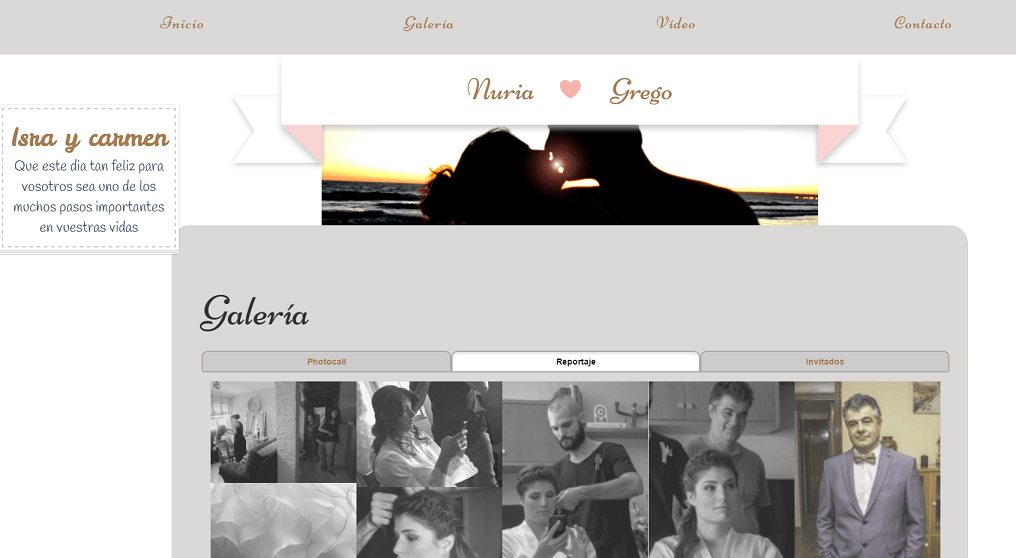 Inicio Galería Vídeo Contacto
Nuria Grego
Isra y carmen
Que este dia tan feliz para
vosotros sea uno de los
muchos pasos importantes
en vuestras vidas
Galería
Photocall Reportaje Invitados